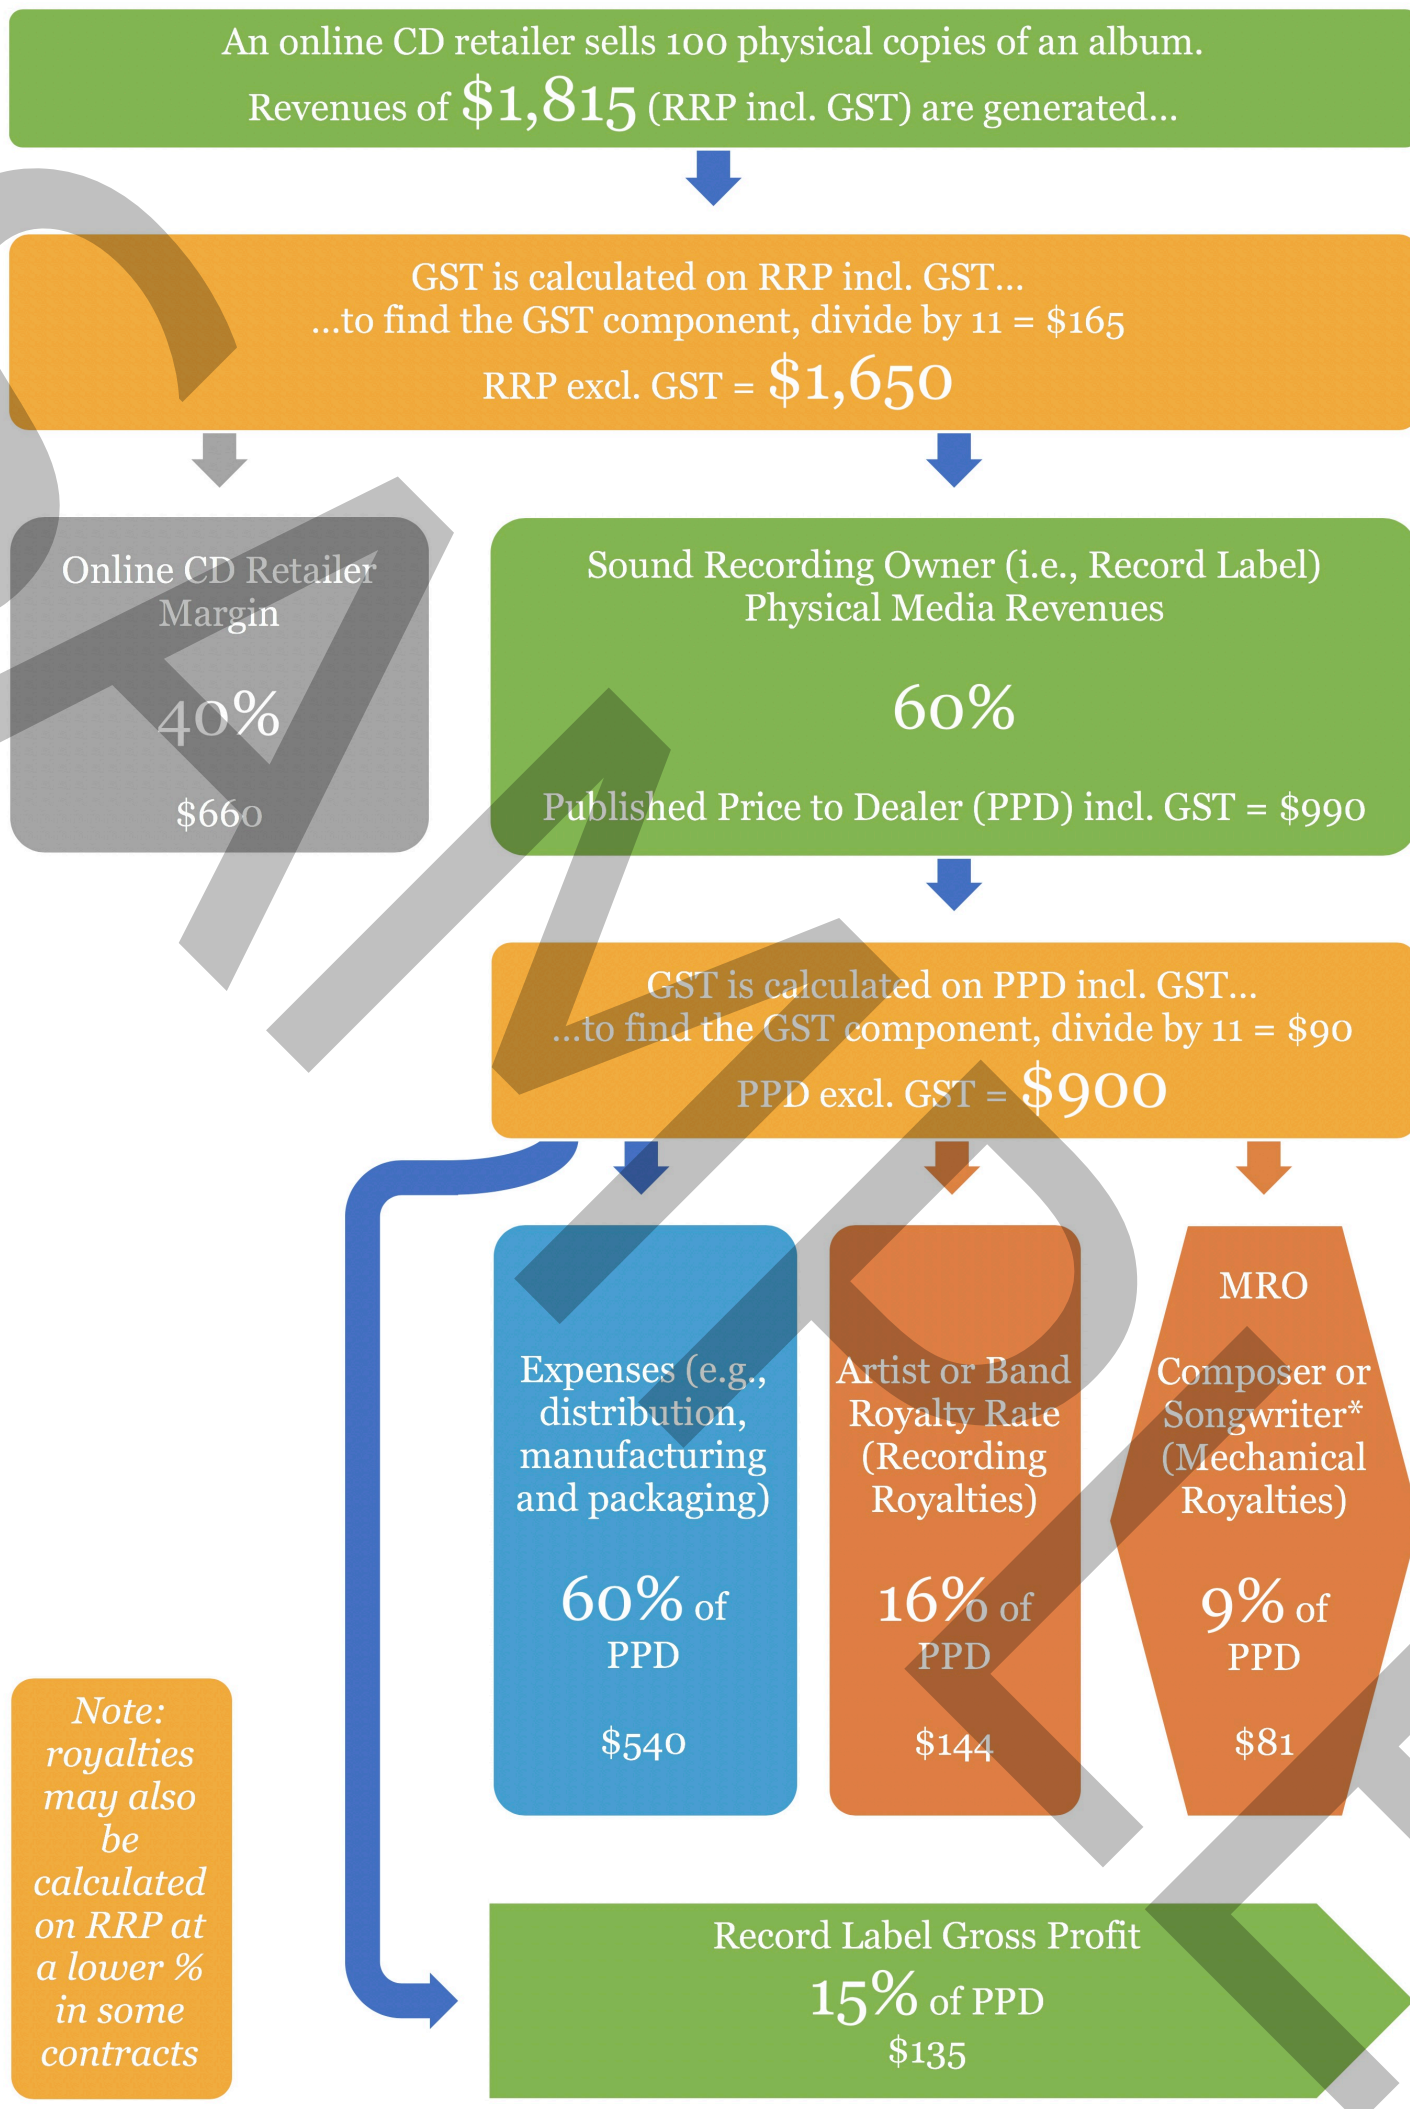 An online CD retailer sells 100 physical copies of an album.
Revenues of $1,815 (RRP incl. GST) are generated...
GST is calculated on RRP incl. GST...
...to find the GST component, divide by 11 = $165
RRP excl. GST = $1,650
Online CD Retailer
Margin
40%
$660
Sound Recording Owner (i.e., Record Label)
Physical Media Revenues
60%
Published Price to Dealer (PPD) incl. GST = $990
GST is calculated on PPD incl. GST...
...to find the GST component, divide by 11 = $90
PPD excl. GST = $900
Expenses (e.g.,
distribution,
manufacturing
and packaging)
60% of
PPD
$540
Artist or Band
Royalty Rate
(Recording
Royalties)
16% of
PPD
$144
MRO
Composer or
Songwriter*
(Mechanical
Royalties)
9% of
PPD
$81
Note:
royalties
may also
be
calculated
on RRP at
a lower %
in some
contracts
Record Label Gross Profit
15% of PPD
$135
SAMPLE